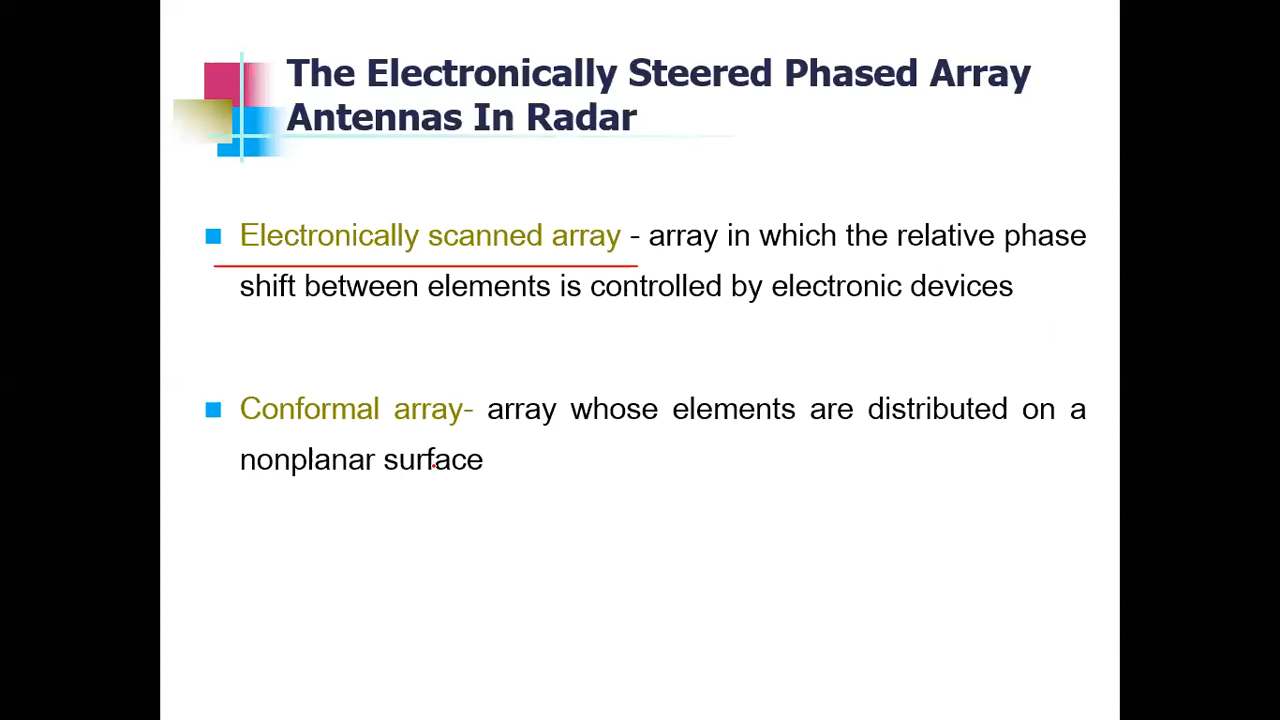 The Electronically Steered Phased Array
Antennas In Radar
Electronically scanned array - array in which the relative phase
shift between elements is controlled by electronic devices
Conformal array- array whose elements are distributed on a
nonplanar surface